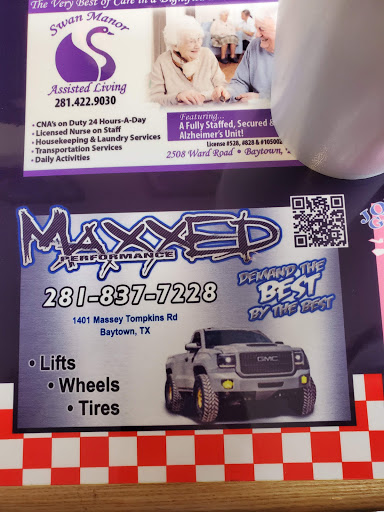 The Very Best of Care in a Dignified
Swan Manor
Assisted Living
281.422.9030
• CNA's on Duty 24 Hours-A-Day
• Licensed Nurse on Staff
• Housekeeping & Laundry Services
• Transportation Services
• Daily Activities
Featuring...
A Fully Staffed, Secured &
Alzheimer's Unit!
License #528, #828 &
2508 Ward Road • Baytown,
MAXXED
PERFORMANCE
281-837-7228
1401 Massey Tompkins Rd
Baytown, TX
DEMAND THE
BEST
BY THE BEST
• Lifts
• Wheels
• Tires
GMC